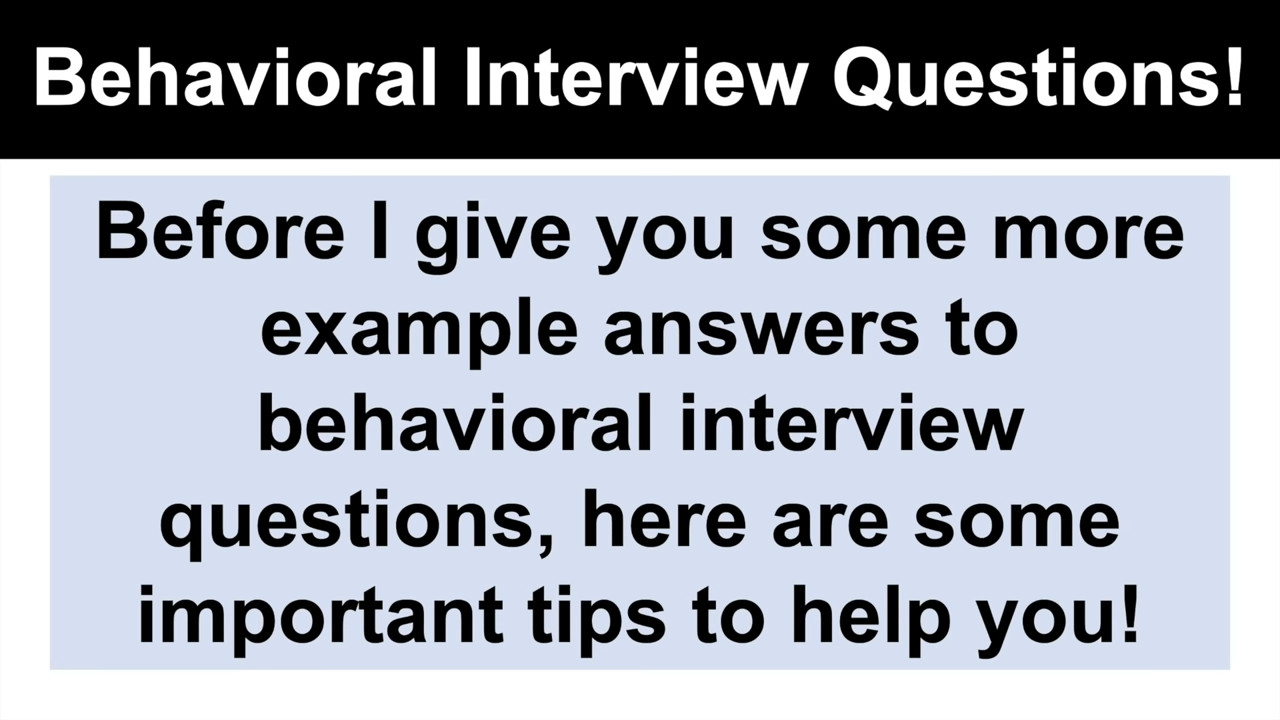 Behavioral Interview Questions!
Before I give you some more
example answers to
behavioral interview
questions, here are some
important tips to help you!